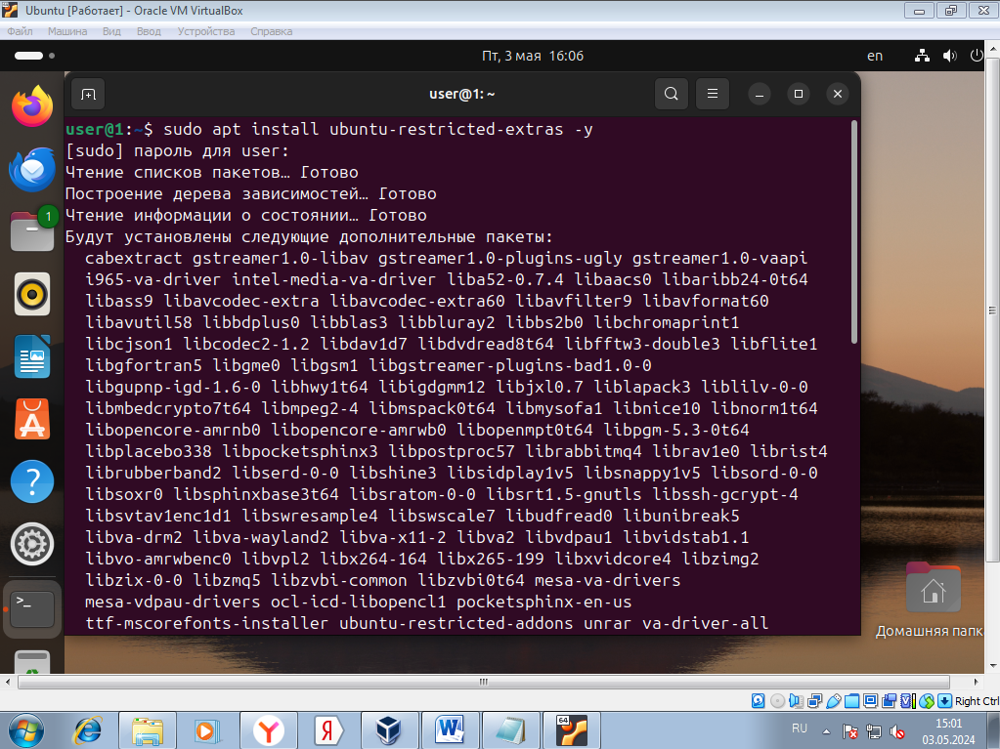 Ubuntu [Работает] - Oracle VM VirtualBox
Файл Машина Вид Ввод Устройства Справка
Пт, 3 мая 16:06
en
user@1: ~
user@1:~$ sudo apt install ubuntu-restricted-extras -y
[sudo] пароль для user:
Чтение списков пакетов… Готово
Построение дерева зависимостей… Готово
Чтение информации о состоянии… Готово
Будут установлены следующие дополнительные пакеты:
cabextract gstreamer1.0-libav gstreamer1.0-plugins-ugly gstreamer1.0-vaapi
i965-va-driver intel-media-va-driver liba52-0.7.4 libaacs0 libaribb24-0t64
libass9 libavcodec-extra libavcodec-extra60 libavfilter9 libavformat60
libavutil58 libbdplus0 libblas3 libbluray2 libbs2b0 libchromaprint1
libcjson1 libcodec2-1.2 libdav1d7 libdvdread8t64 libfftw3-double3 libflite1
libgfortran5 libgme0 libgsm1 libgstreamer-plugins-bad1.0-0
libgupnp-igd-1.6-0 libhwy1t64 libigdgmm12 libjxl0.7 liblapack3 liblilv-0-0
libmbedcrypto7t64 libmpeg2-4 libmspack0t64 libmysofa1 libnice10 libnorm1t64
libopencore-amrnb0 libopencore-amrwb0 libopenmpt0t64 libpgm-5.3-0t64
libplacebo338 libpocketsphinx3 libpostproc57 librabbitmq4 librav1e0 librist4
librubberband2 libserd-0-0 libshine3 libsidplay1v5 libsnappy1v5 libsord-0-0
libsoxr0 libsphinxbase3t64 libsratom-0-0 libsrt1.5-gnutls libssh-gcrypt-4
libsvtav1enc1d1 libswresample4 libswscale7 libudfread0 libunibreak5
libva-drm2 libva-wayland2 libva-x11-2 libva2 libvdpau1 libvidstab1.1
libvo-amrwbenc0 libvpl2 libx264-164 libx265-199 libxvidcore4 libzimg2
libzix-0-0 libzmq5 libzvbi-common libzvbi0t64 mesa-va-drivers
mesa-vdpau-drivers ocl-icd-libopencl1 pocketsphinx-en-us
ttf-mscorefonts-installer ubuntu-restricted-addons unrar va-driver-all
1
Домашняя папк
Right Ctrl
64
RU
15:01
03.05.2024